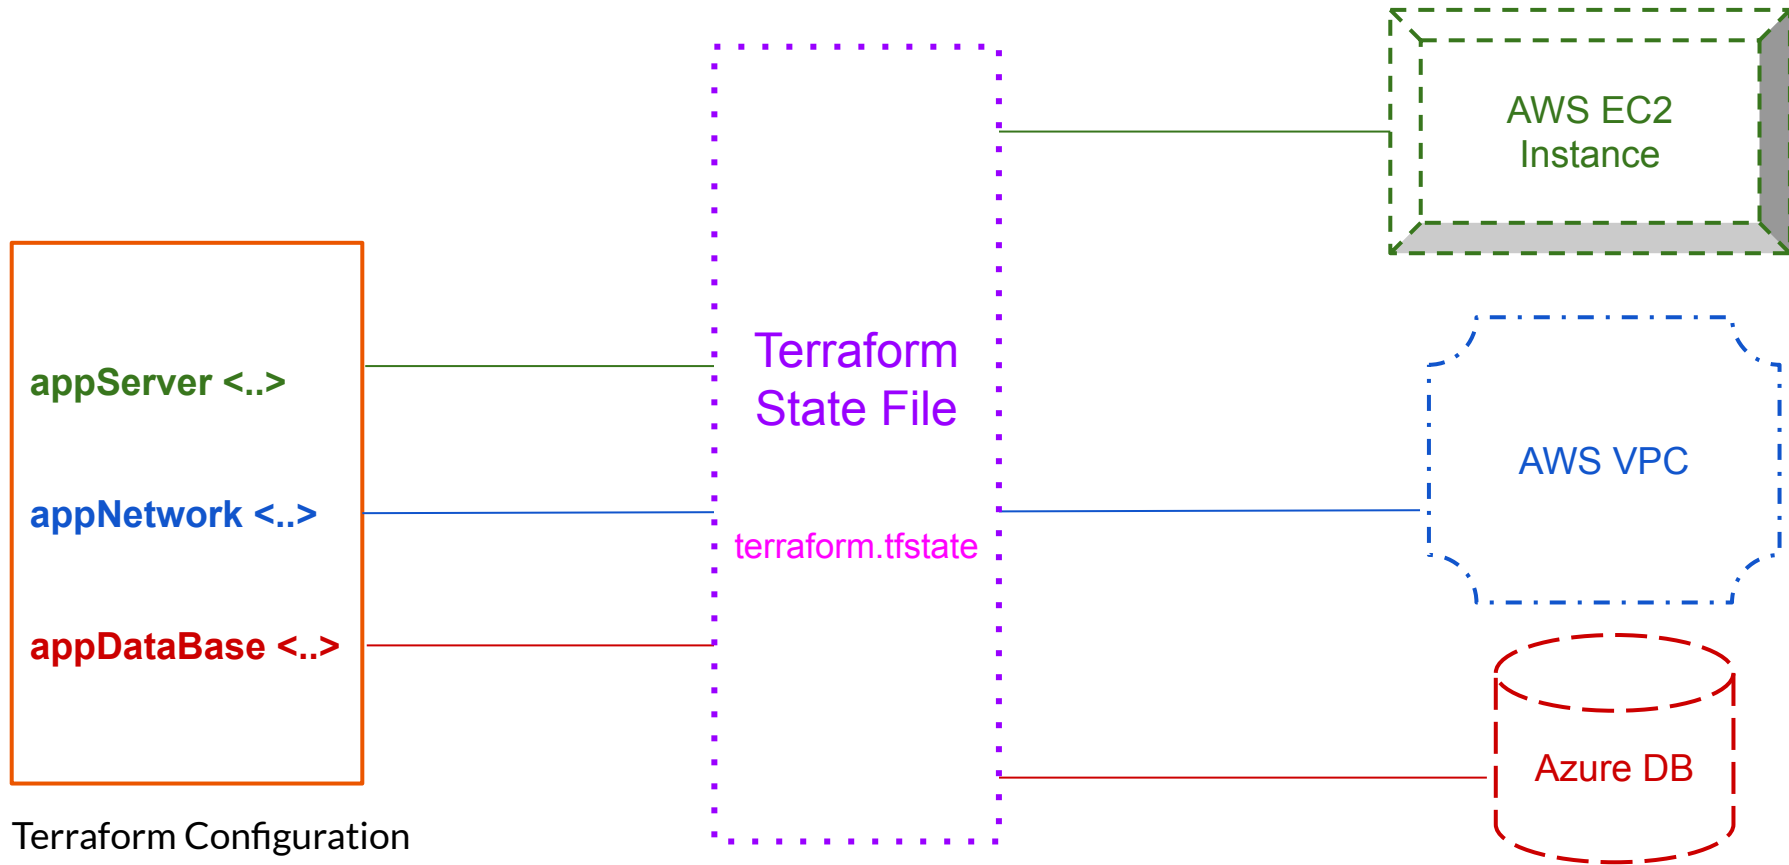 appServer <..>
appNetwork <..>
appDataBase <..>
Terraform Configuration
Terraform
State File
terraform.tfstate
AWS EC2
Instance
AWS VPC
Azure DB